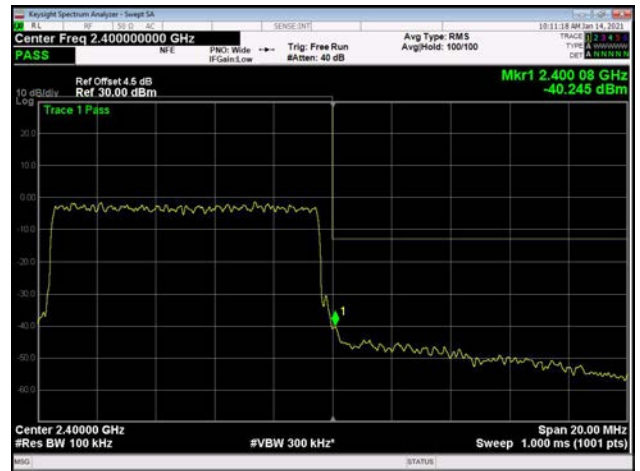 Keysight Spectrum Analyzer - Swept SA
RL RF 50 Ω AC SENSE:INT 10:11:18 AM Jan 14, 2021
Center Freq 2.400000000 GHz Avg Type: RMS TRACE 1 2 3 4 5 6
PASS NFE PNO: Wide Trig: Free Run Avg|Hold: 100/100 TYPE A WWWWW
IFGain:Low #Atten: 40 dB DET A NNNNN
Mkr1 2.400 08 GHz
Ref Offset 4.5 dB
10 dB/div Ref 30.00 dBm -40.245 dBm
Log
Trace 1 Pass
20.0
10.0
0.00
-10.0
-20.0
-30.0
1
-40.0
-50.0
-60.0
Center 2.40000 GHz Span 20.00 MHz
#Res BW 100 kHz #VBW 300 kHz* Sweep 1.000 ms (1001 pts)
MSG STATUS